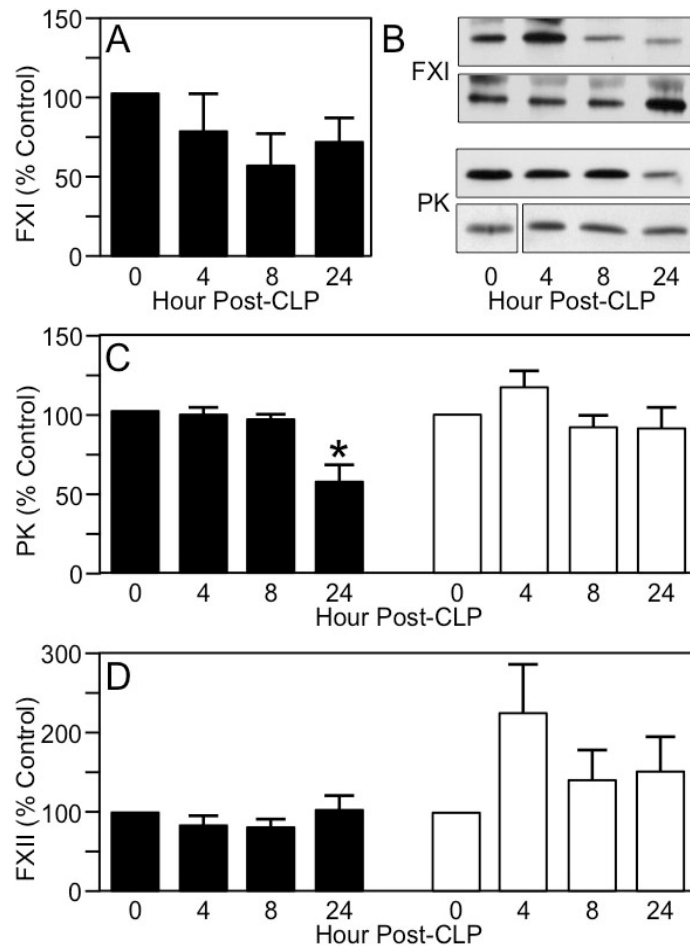 A
FXI (% Control)
150
100
50
0
0 4 8 24
Hour Post-CLP
B
FXI
PK
0 4 8 24
Hour Post-CLP
C
PK (% Control)
150
100
50
0
*
0 4 8 24 0 4 8 24
Hour Post-CLP
D
FXII (% Control)
300
200
100
0
0 4 8 24 0 4 8 24
Hour Post-CLP